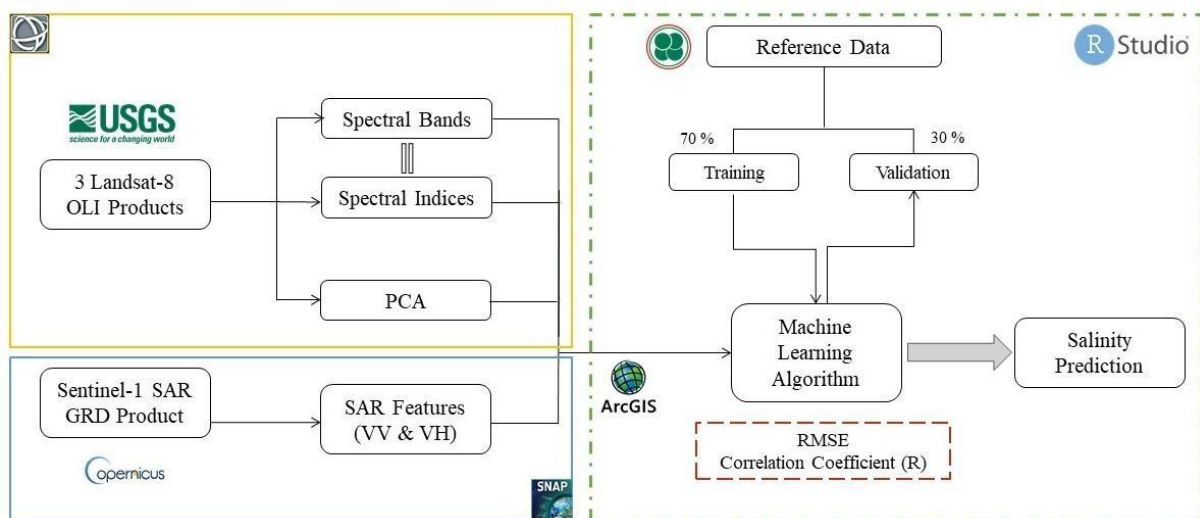 USGS
science for a changing world
3 Landsat-8
OLI Products
Spectral Bands
Spectral Indices
PCA
Sentinel-1 SAR
GRD Product
SAR Features
(VV & VH)
opernicus
SNAP
Reference Data
R Studio
70 %
30 %
Training
Validation
Machine
Learning
Algorithm
Salinity
Prediction
ArcGIS
RMSE
Correlation Coefficient (R)